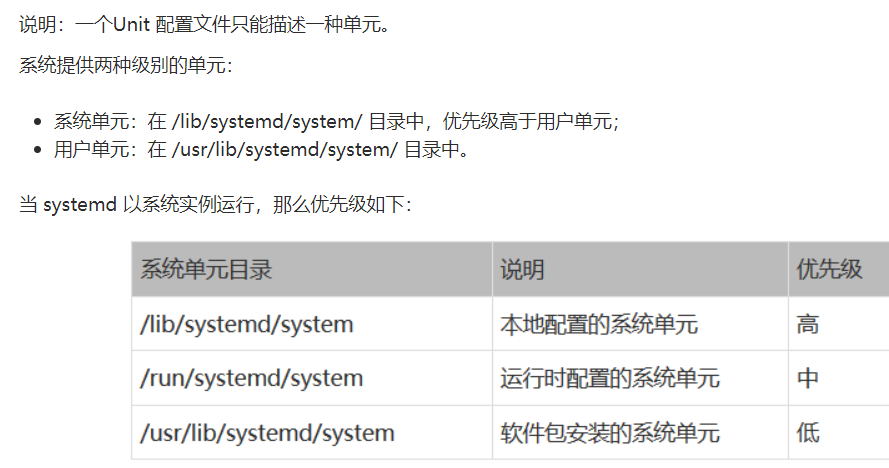 说明：一个Unit 配置文件只能描述一种单元。
系统提供两种级别的单元：
系统单元：在 /lib/systemd/system/ 目录中，优先级高于用户单元；
用户单元：在 /usr/lib/systemd/system/ 目录中。
当 systemd 以系统实例运行，那么优先级如下：
系统单元目录 说明 优先级
/lib/systemd/system 本地配置的系统单元 高
/run/systemd/system 运行时配置的系统单元 中
/usr/lib/systemd/system 软件包安装的系统单元 低